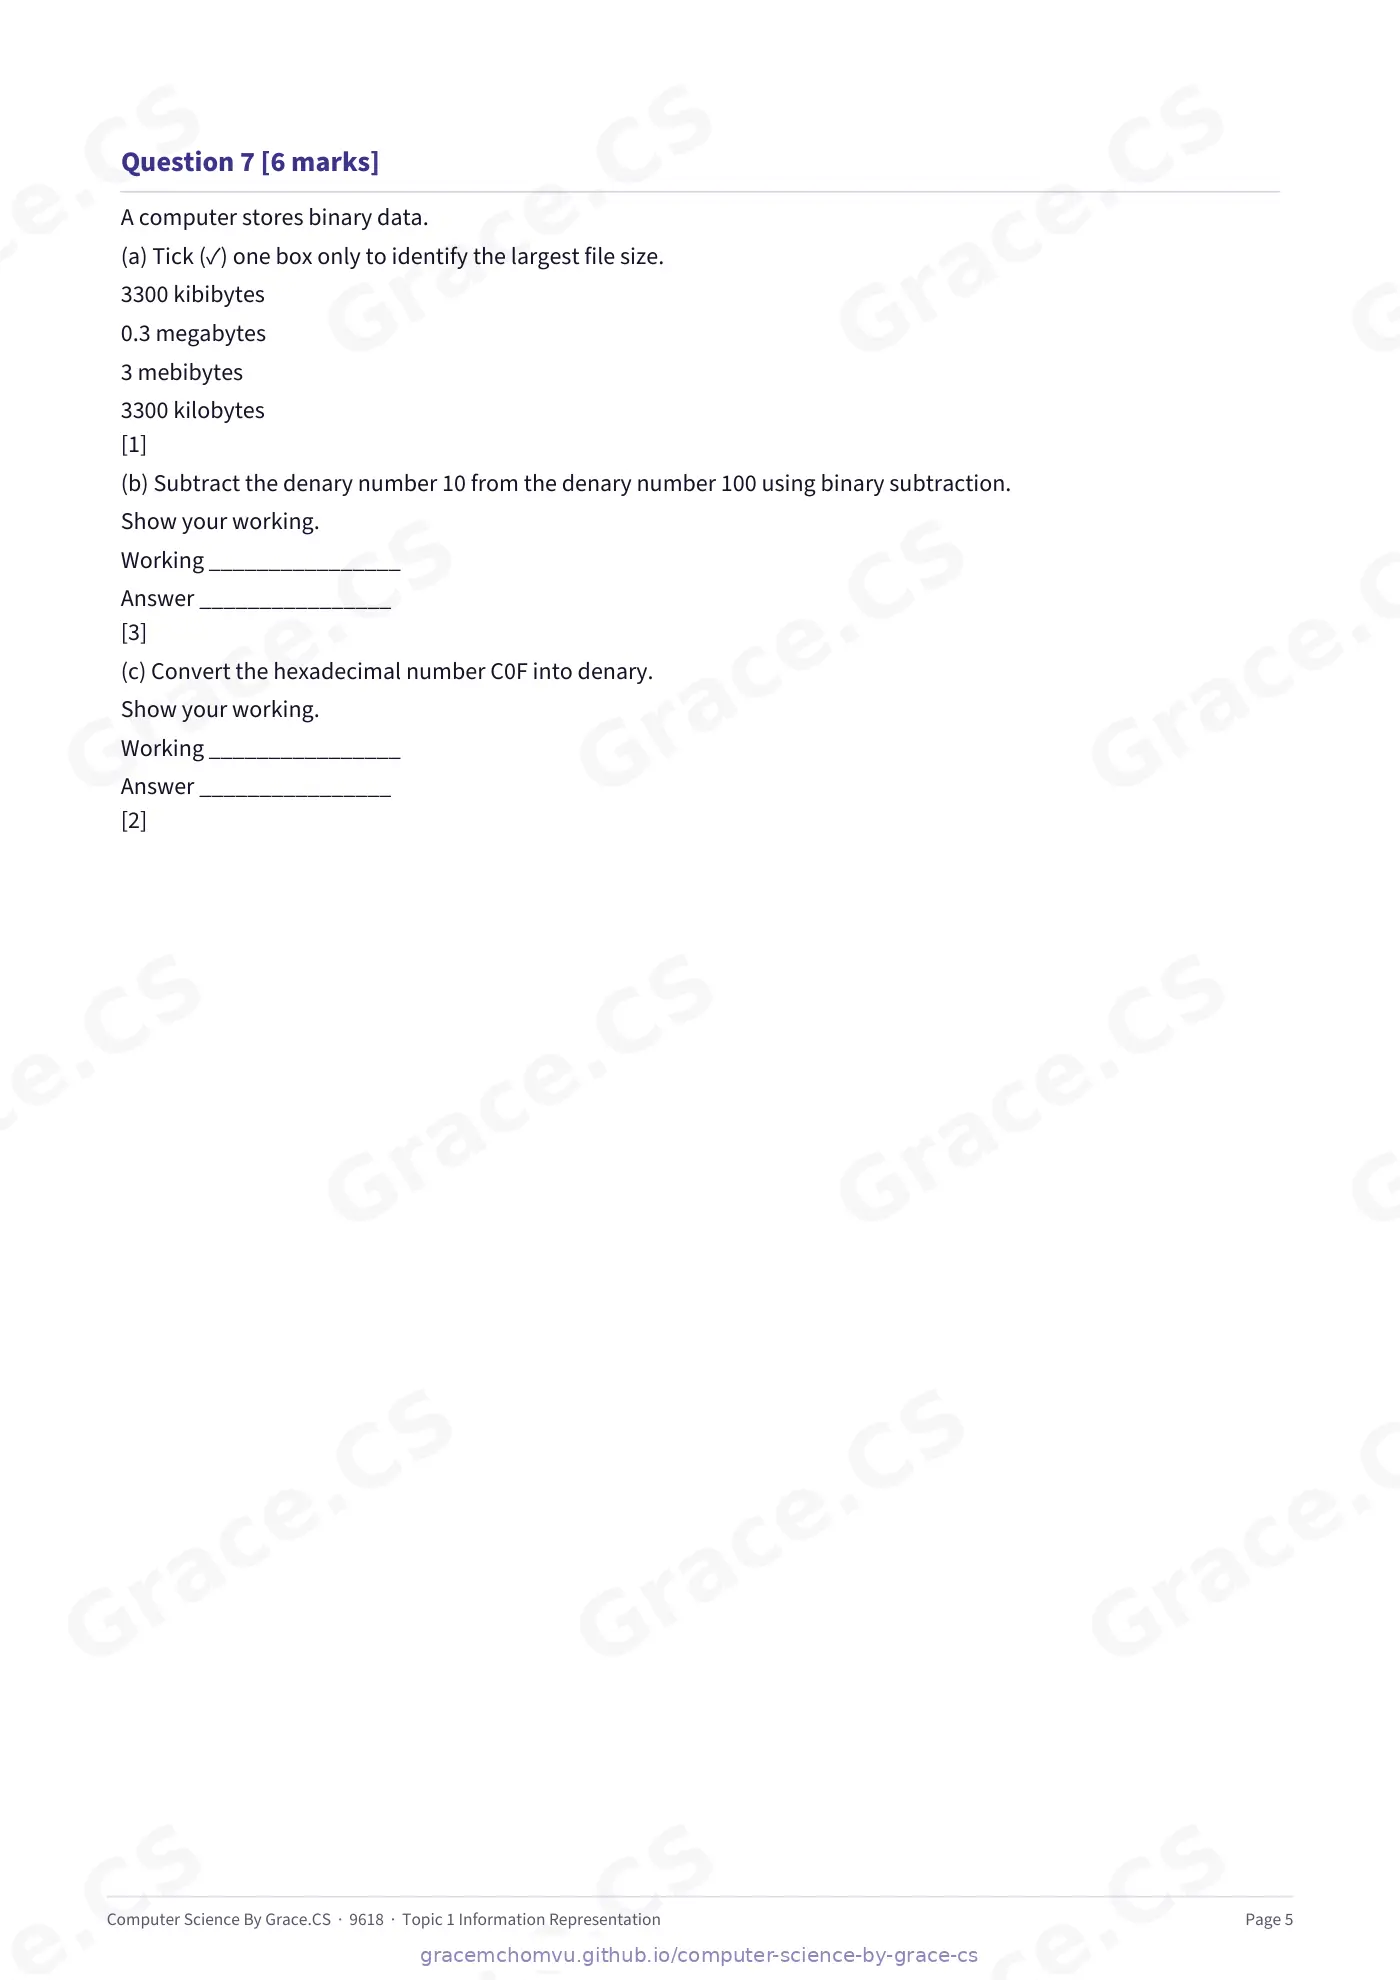 Question 7 [6 marks]
A computer stores binary data.
(a) Tick (✓) one box only to identify the largest file size.
3300 kibibytes
0.3 megabytes
3 mebibytes
3300 kilobytes
[1]
(b) Subtract the denary number 10 from the denary number 100 using binary subtraction.
Show your working.
Working ________________
Answer ________________
[3]
(c) Convert the hexadecimal number C0F into denary.
Show your working.
Working ________________
Answer ________________
[2]
Computer Science By Grace.CS · 9618 · Topic 1 Information Representation
Page 5
gracemchomvu.github.io/computer-science-by-grace-cs
Grace.CS